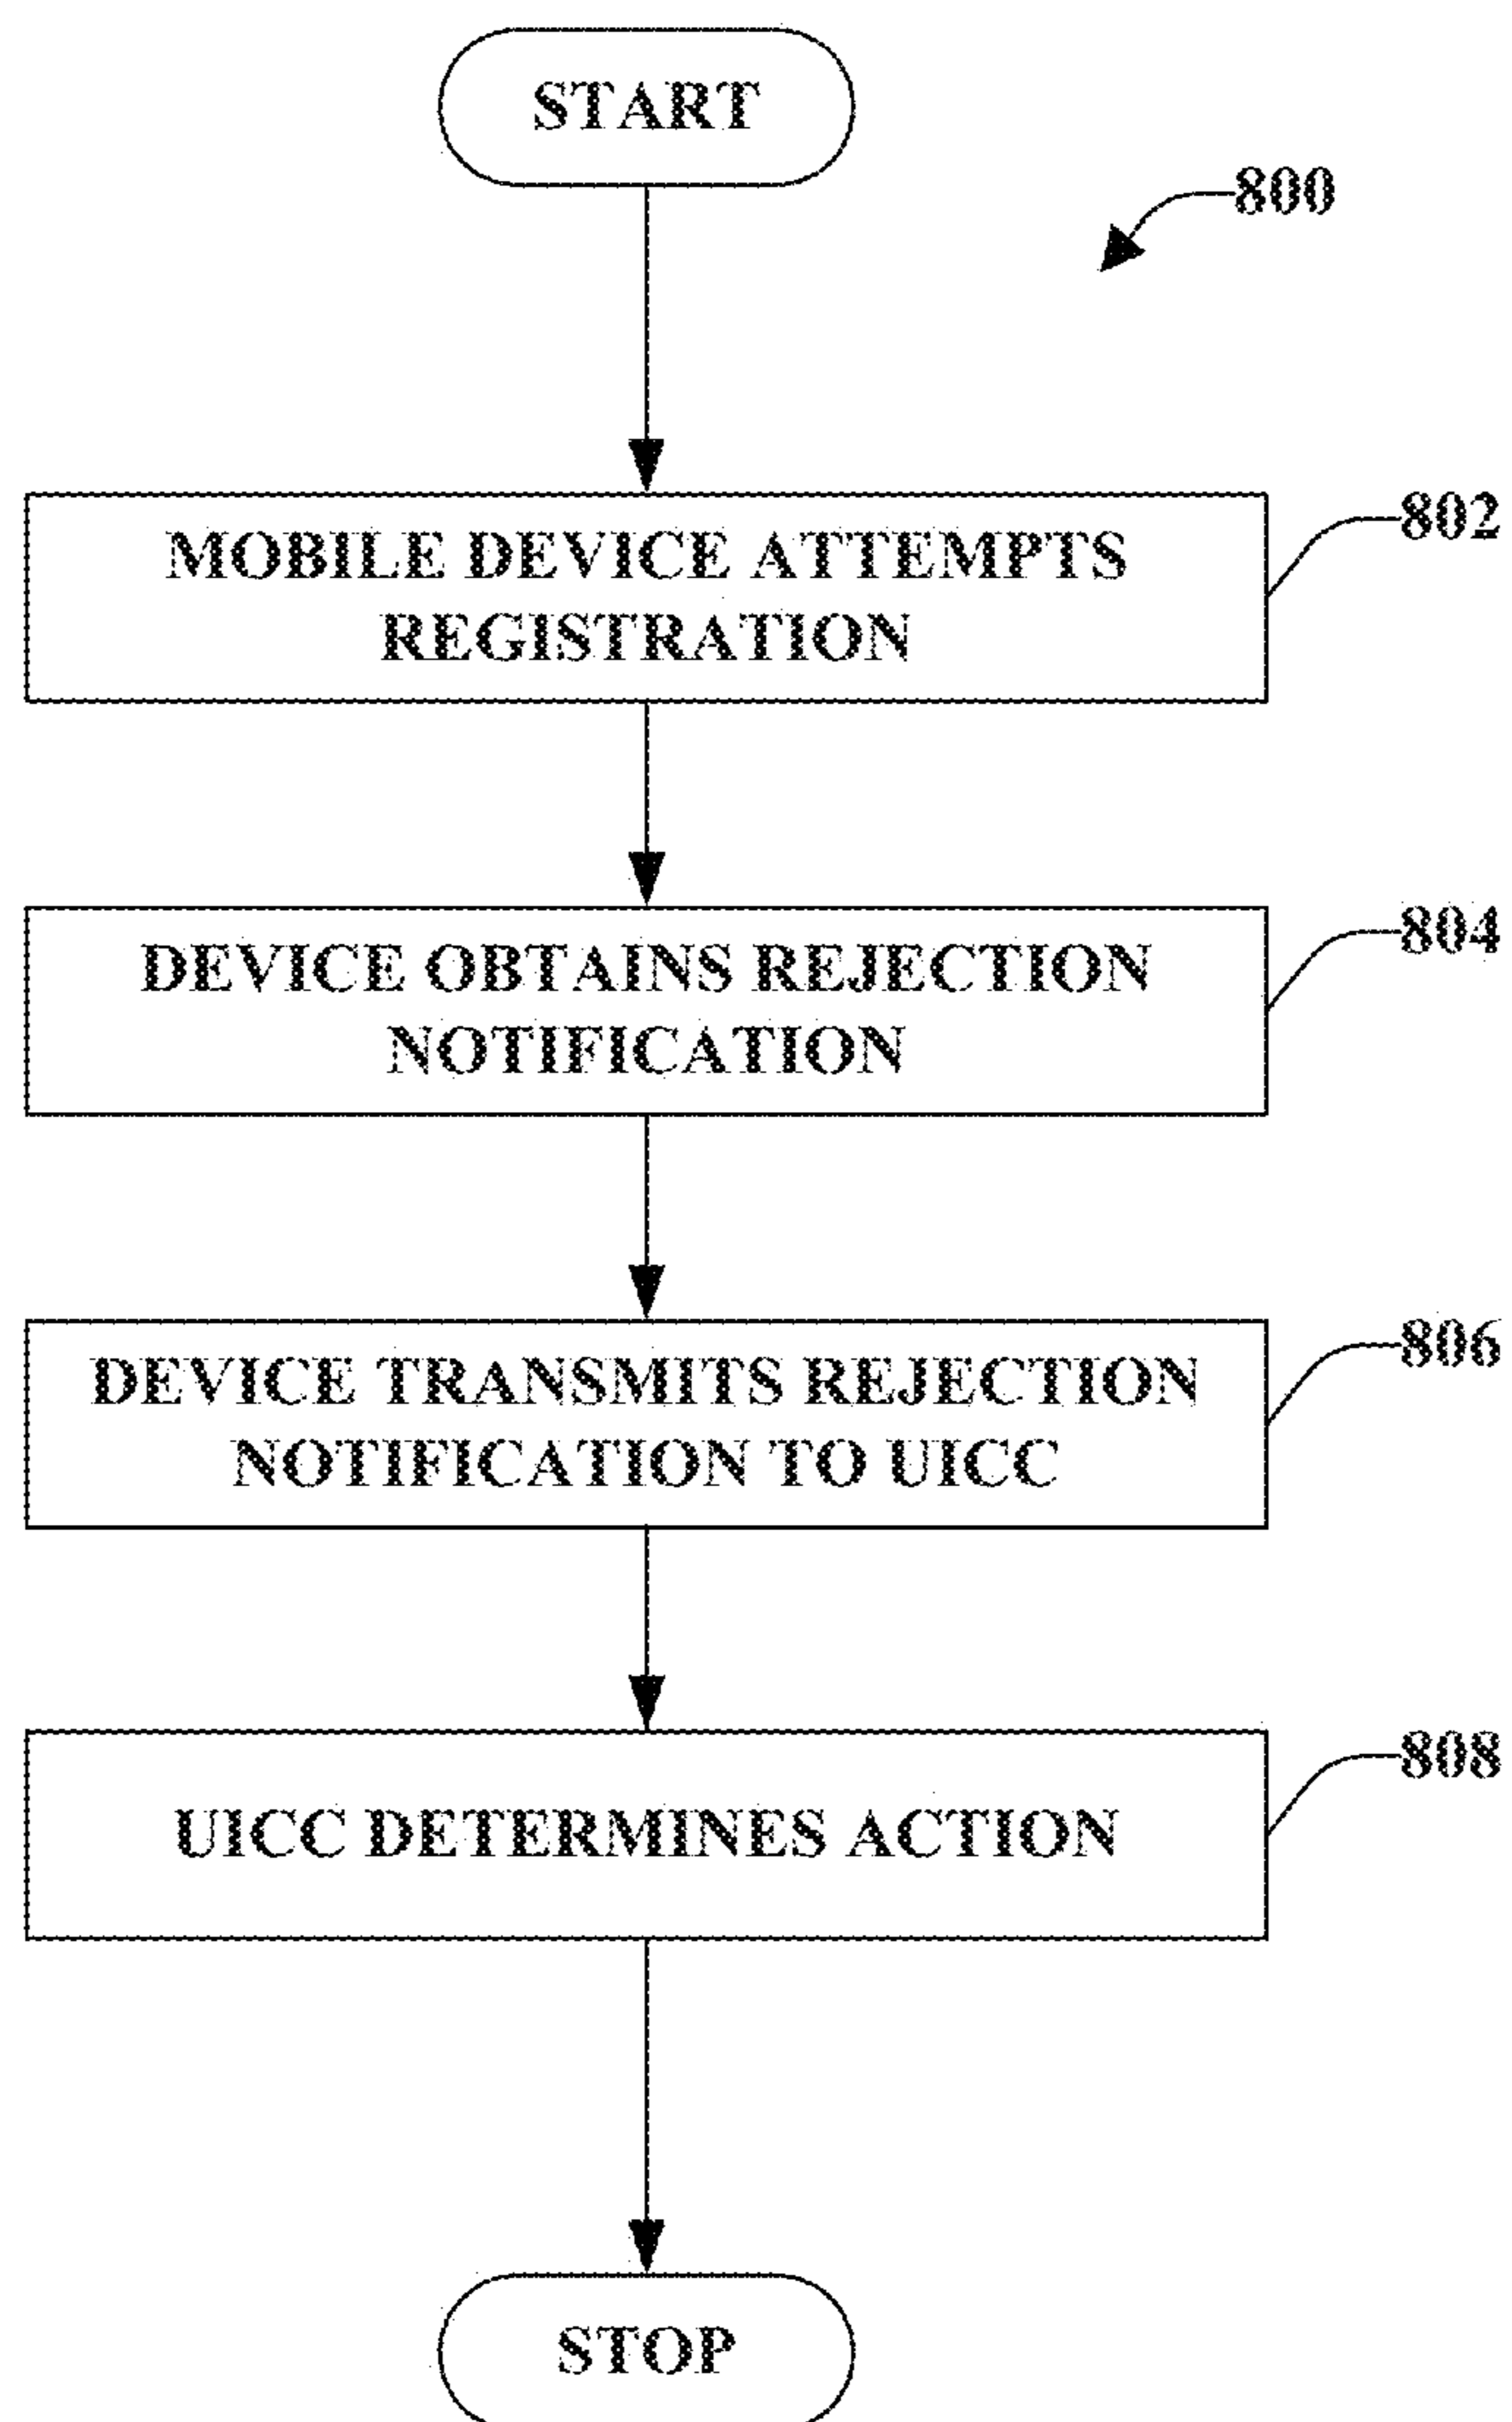 START
800
MOBILE DEVICE ATTEMPTS
REGISTRATION
802
DEVICE OBTAINS REJECTION
NOTIFICATION
804
DEVICE TRANSMITS REJECTION
NOTIFICATION TO UICC
806
UICC DETERMINES ACTION
808
STOP